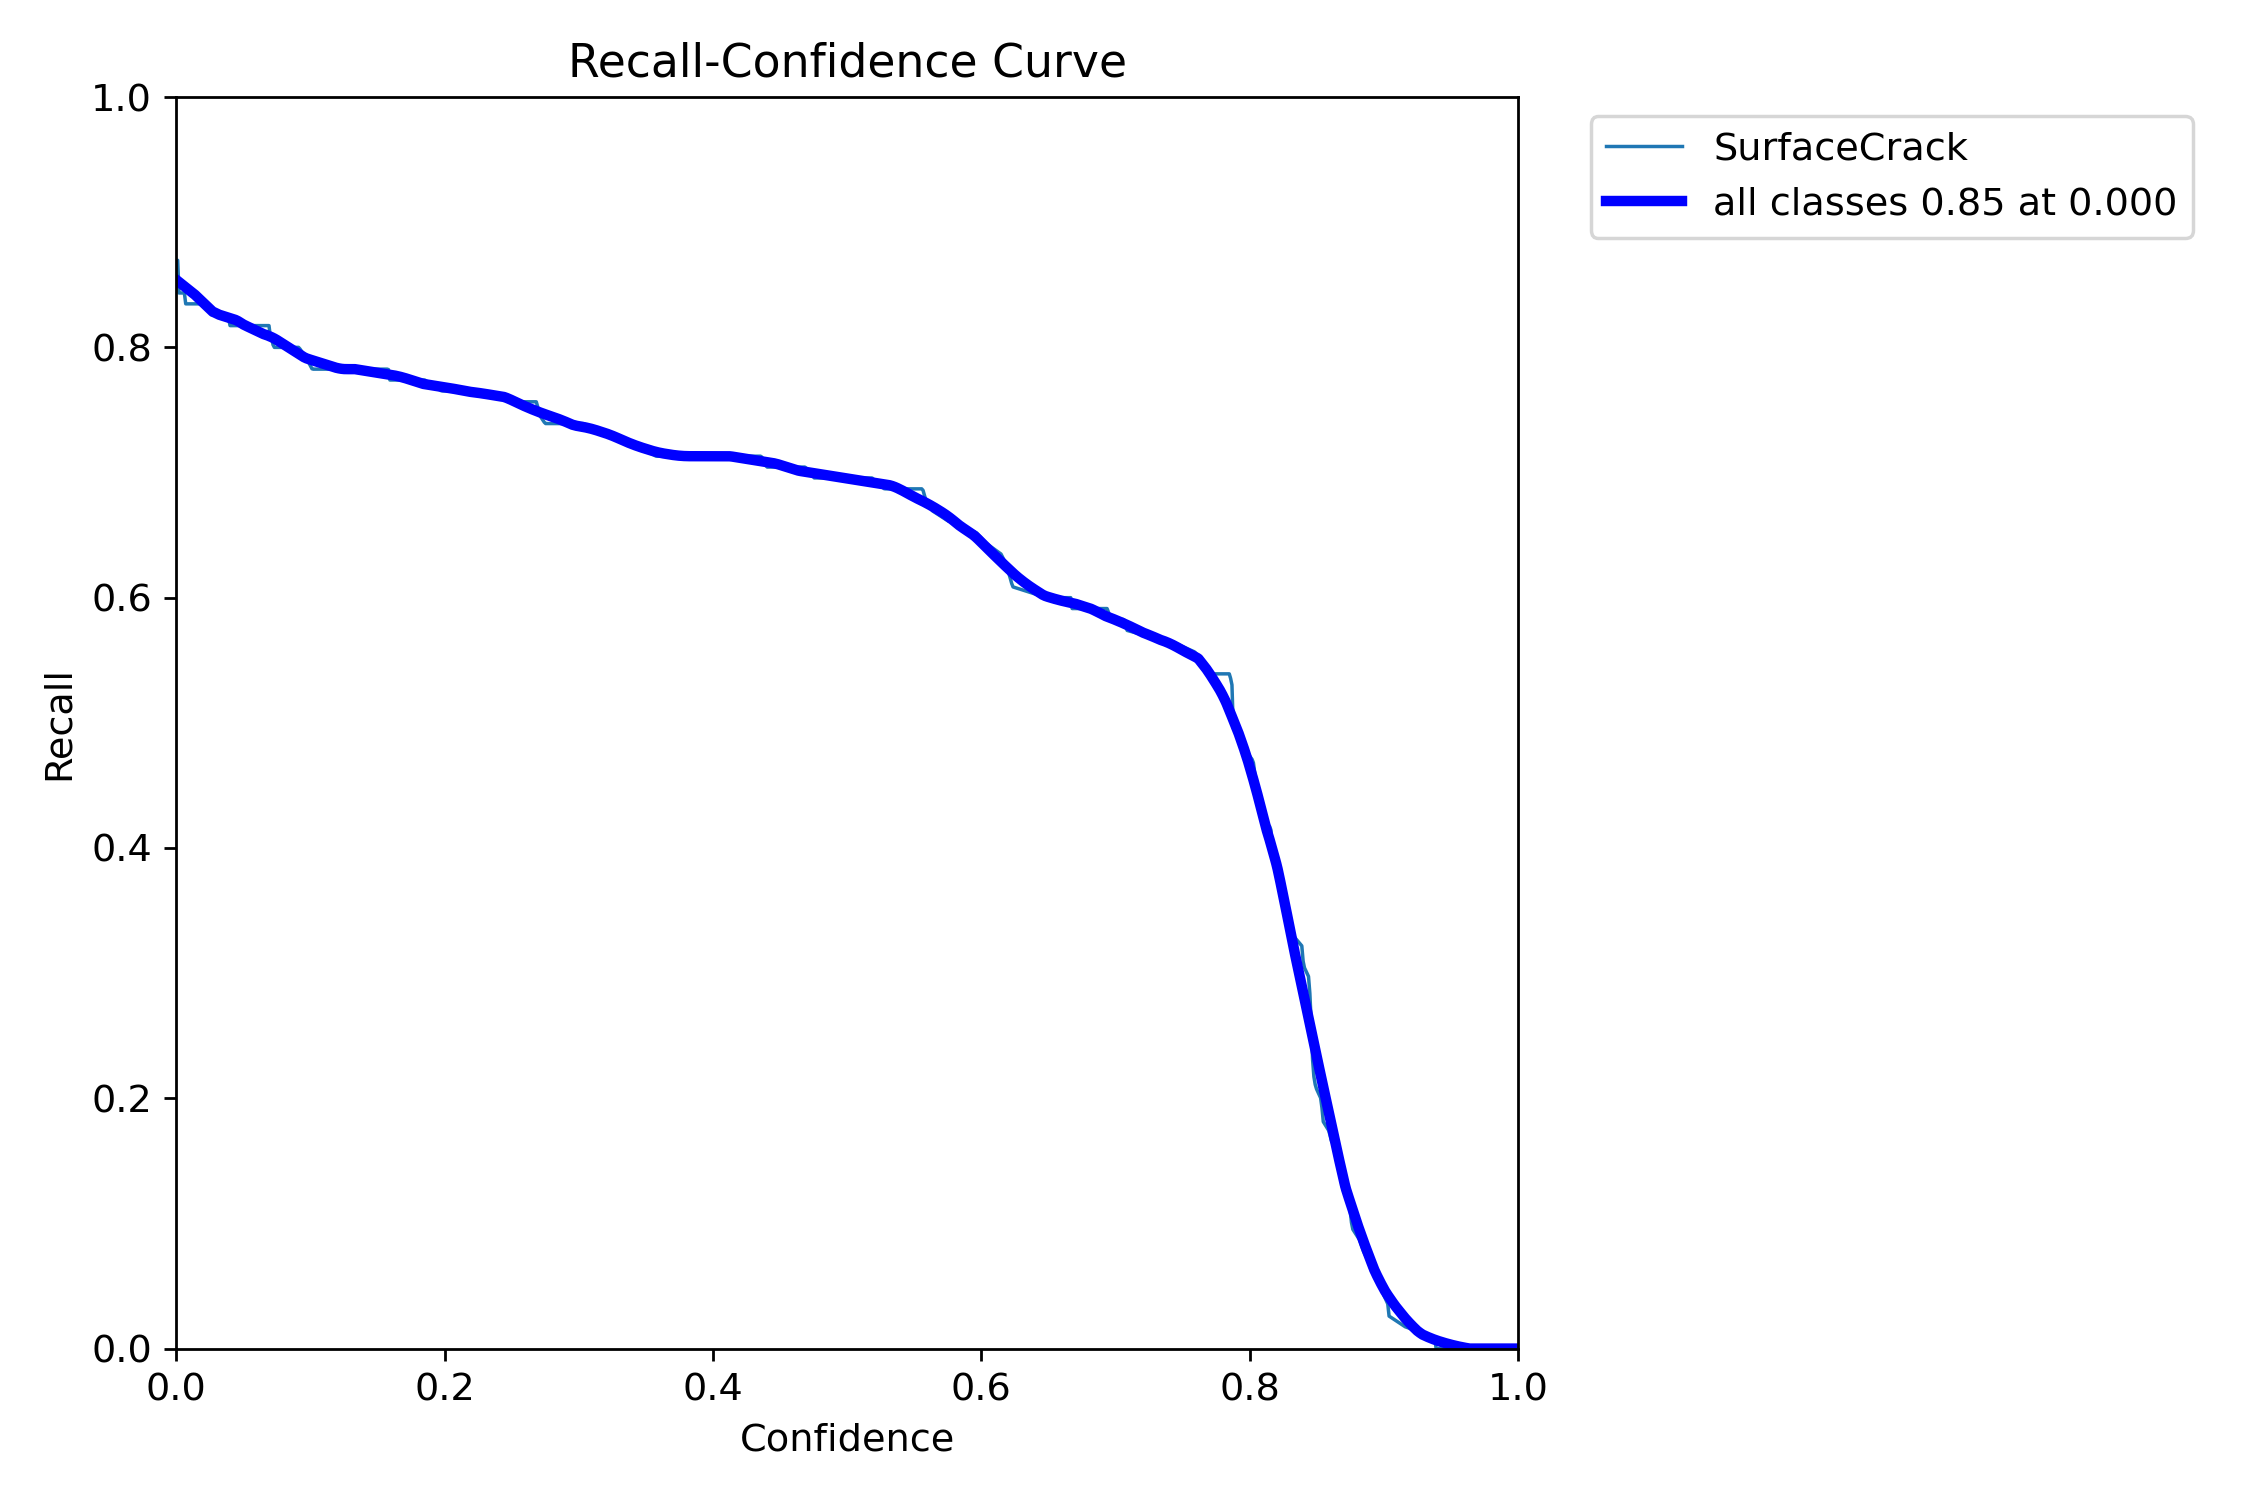 Recall-Confidence Curve
1.0
0.8
0.6
0.4
0.2
0.0
Recall
0.0 0.2 0.4 0.6 0.8 1.0
Confidence
SurfaceCrack
all classes 0.85 at 0.000